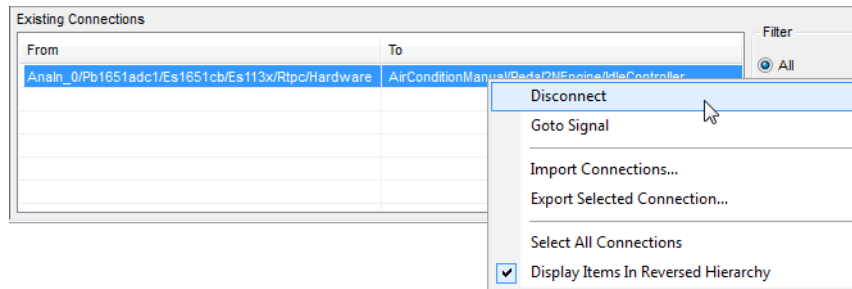 Existing Connections
Filter
From To
All
AnaIn_0/Pb1651adc1/Es1651cb/Es113x/Rtpc/Hardware AirConditionManual/Pedal2NEngine/IdleController
Disconnect
Goto Signal
Import Connections...
Export Selected Connection...
Select All Connections
Display Items In Reversed Hierarchy